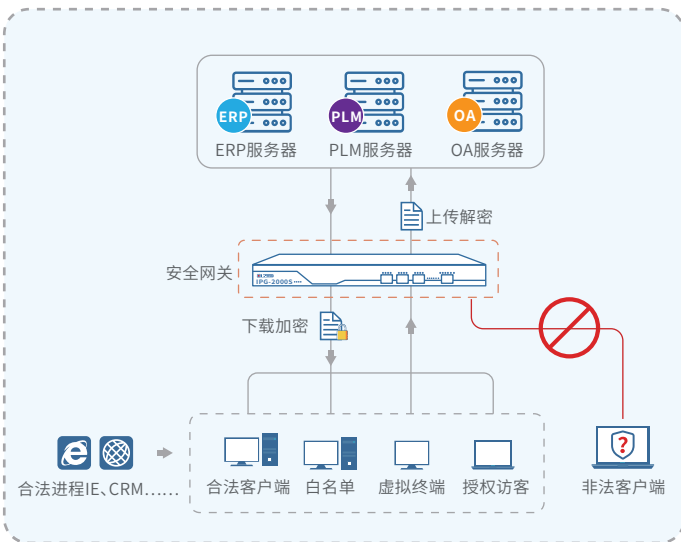 ERP
PLM
OA
ERP服务器
PLM服务器
OA服务器
上传解密
安全网关
IPG-2000S
下载加密
?
合法进程IE、CRM……
合法客户端
白名单
虚拟终端
授权访客
非法客户端